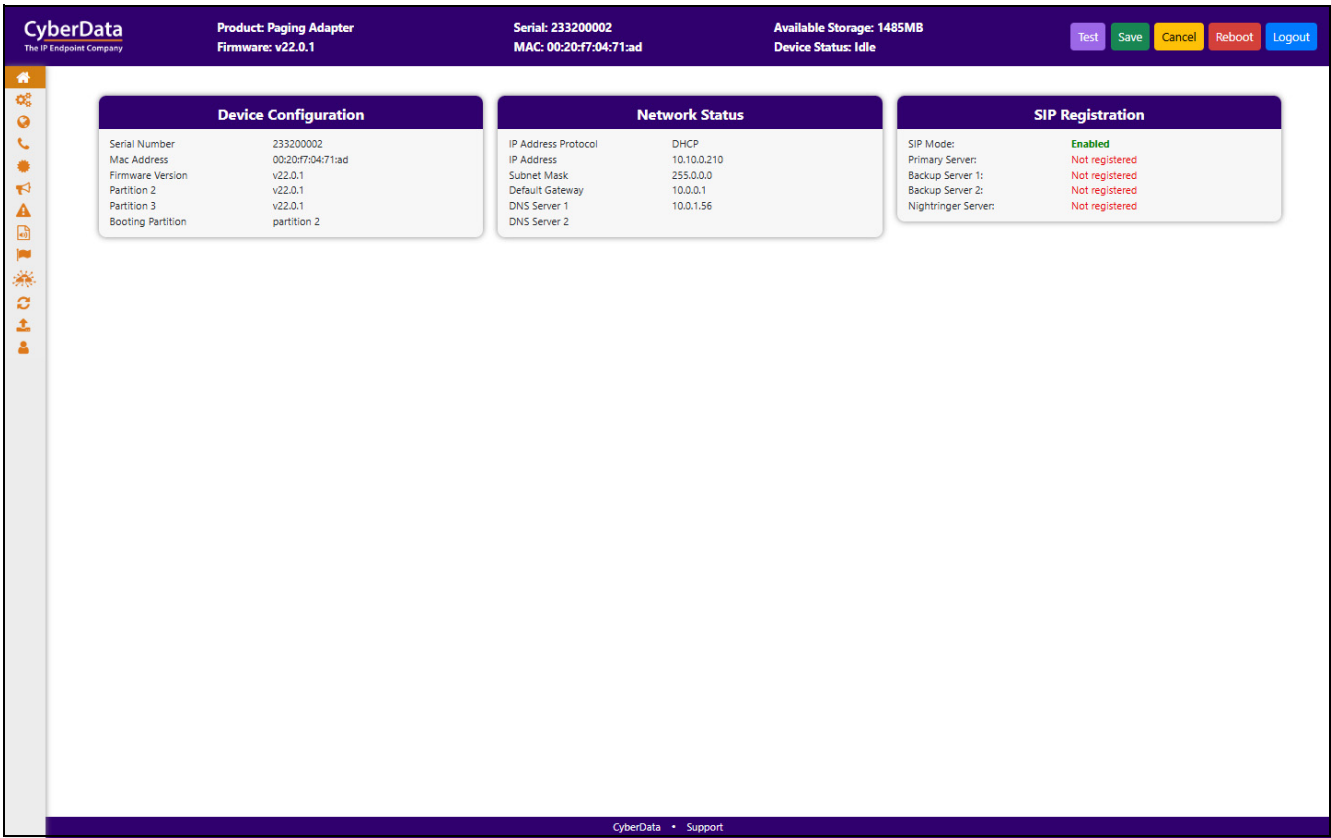 CyberData
The IP Endpoint Company
Product: Paging Adapter
Firmware: v22.0.1
Serial: 233200002
MAC: 00:20:f7:04:71:ad
Available Storage: 1485MB
Device Status: Idle
Test Save Cancel Reboot Logout
Device Configuration
Serial Number 233200002
Mac Address 00:20:f7:04:71:ad
Firmware Version v22.0.1
Partition 2 v22.0.1
Partition 3 v22.0.1
Booting Partition partition 2
Network Status
IP Address Protocol DHCP
IP Address 10.10.0.210
Subnet Mask 255.0.0.0
Default Gateway 10.0.0.1
DNS Server 1 10.0.1.56
DNS Server 2
SIP Registration
SIP Mode: Enabled
Primary Server: Not registered
Backup Server 1: Not registered
Backup Server 2: Not registered
Nightringer Server: Not registered
CyberData • Support